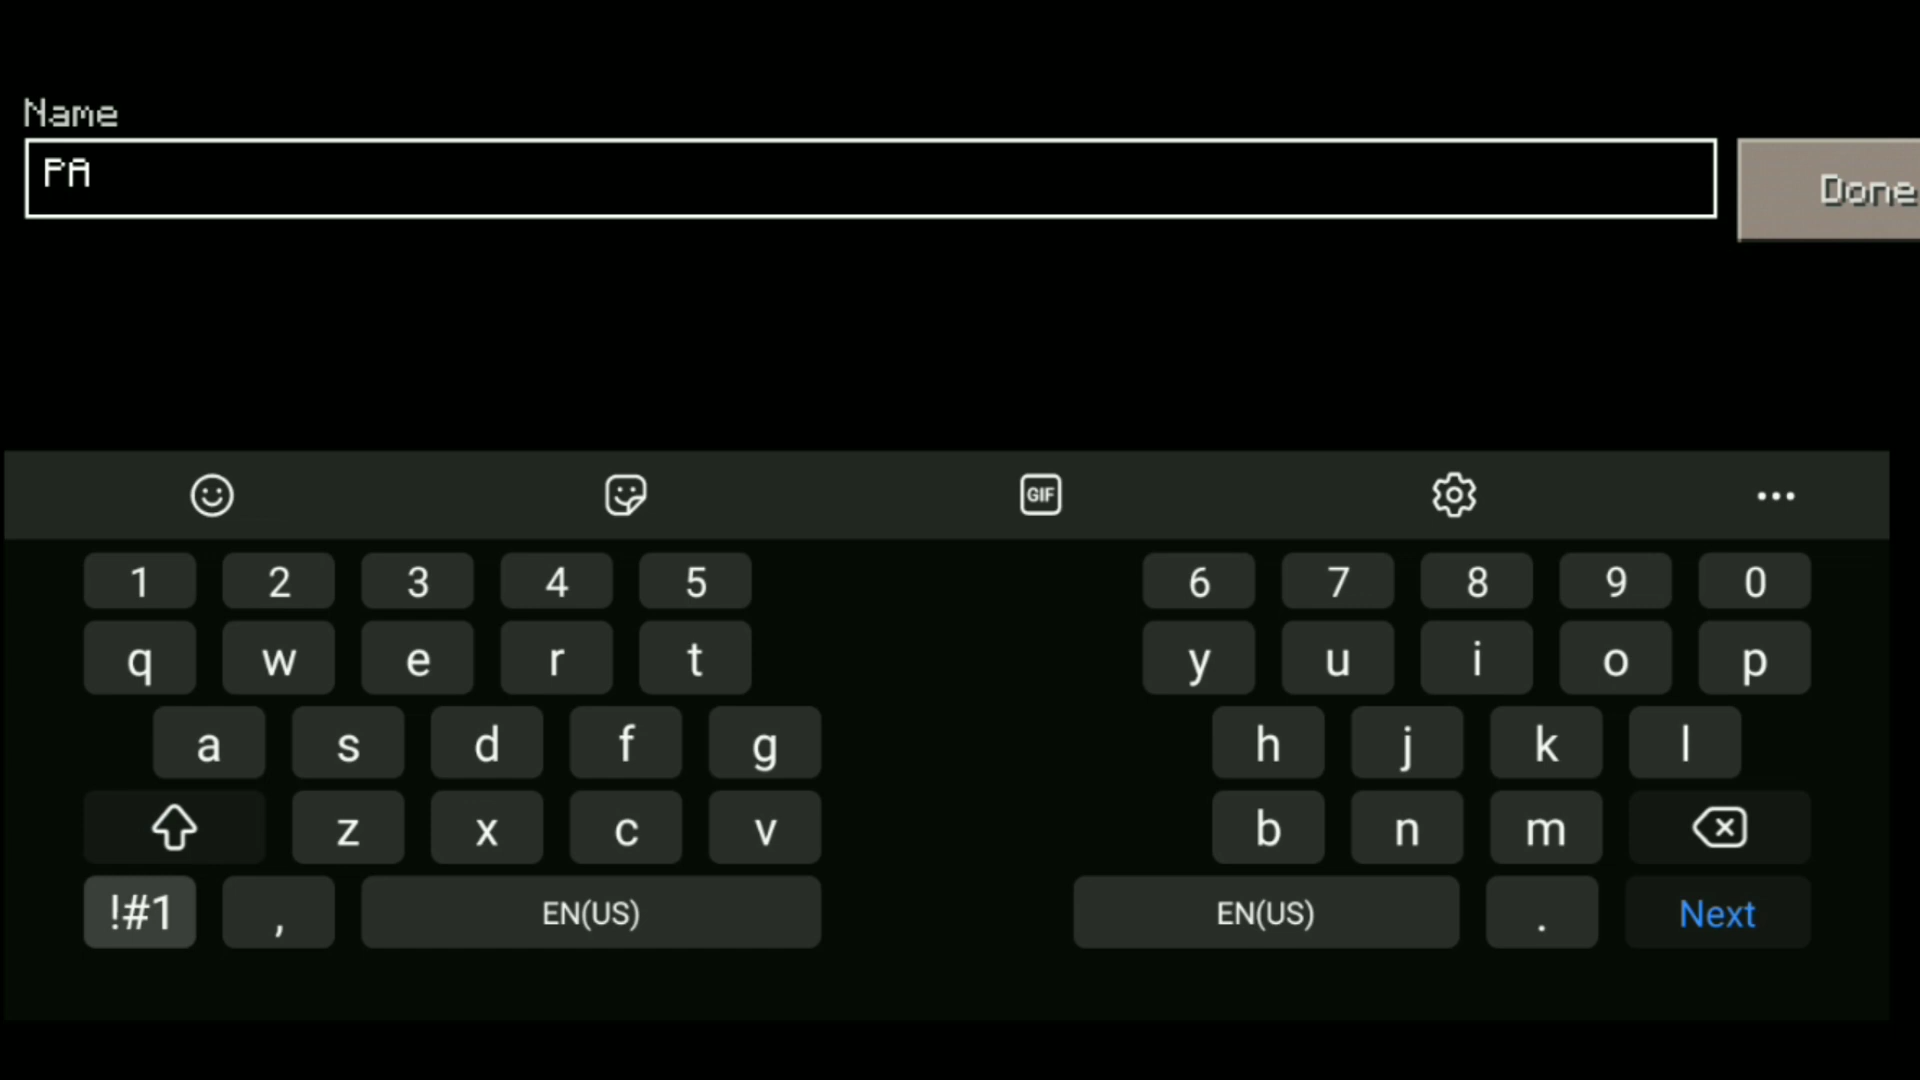 Name
PA
Done
GIF
1 2 3 4 5 6 7 8 9 0
q w e r t y u i o p
a s d f g h j k l
z x c v b n m
!#1 , EN(US) EN(US) . Next